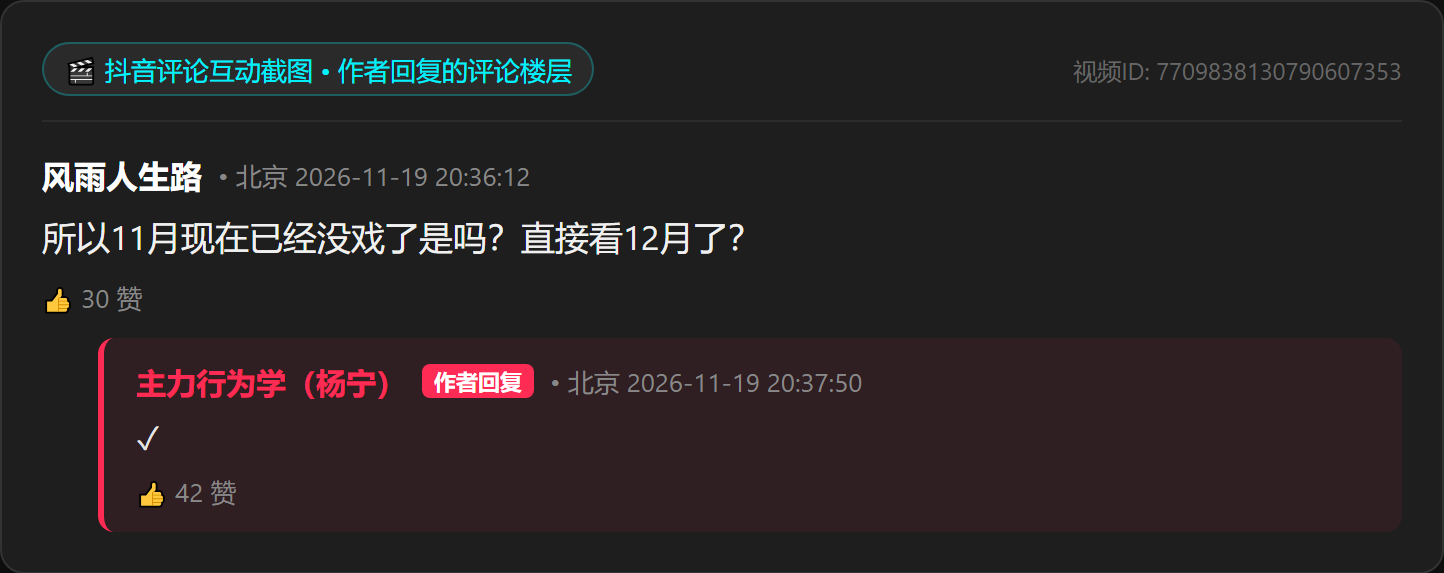 🎬 抖音评论互动截图 • 作者回复的评论楼层
视频ID: 7709838130790607353
风雨人生路 • 北京 2026-11-19 20:36:12
所以11月现在已经没戏了是吗？直接看12月了？
👍 30 赞
主力行为学（杨宁） 作者回复 • 北京 2026-11-19 20:37:50
✓
👍 42 赞